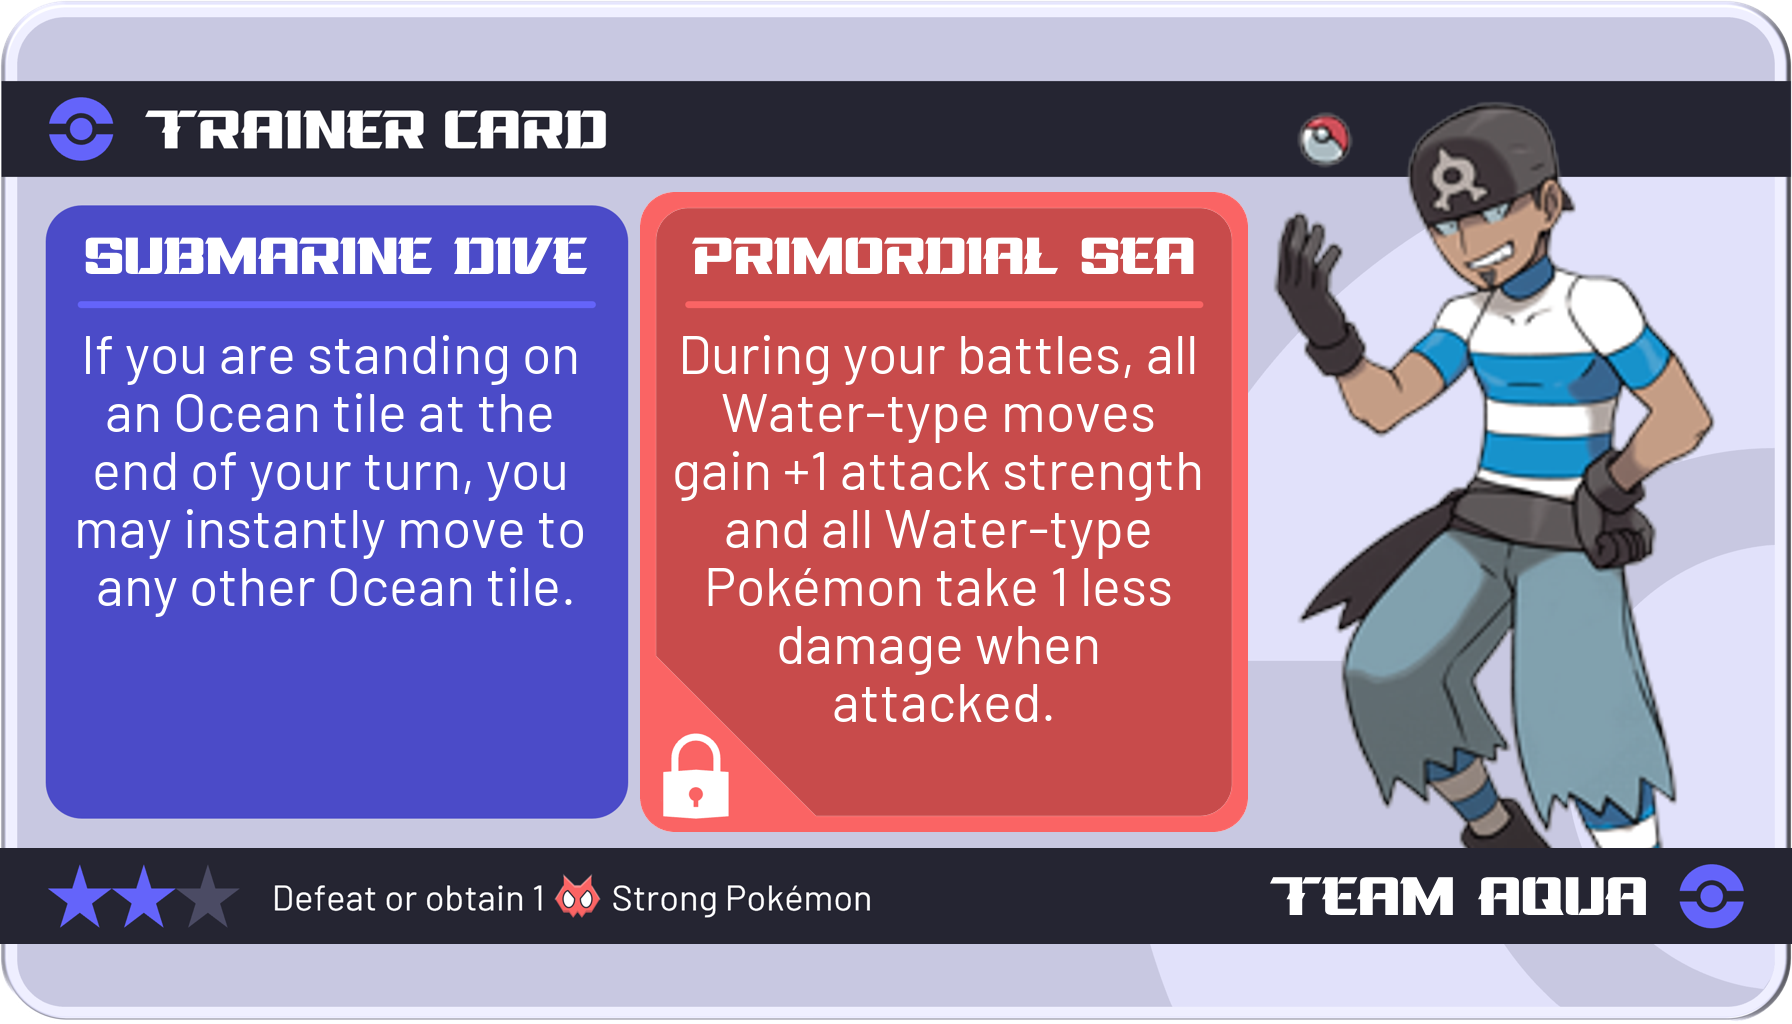 TRAINER CARD
SUBMARINE DIVE
If you are standing on
an Ocean tile at the
end of your turn, you
may instantly move to
any other Ocean tile.
PRIMORDIAL SEA
During your battles, all
Water-type moves
gain +1 attack strength
and all Water-type
Pokémon take 1 less
damage when
attacked.
Defeat or obtain 1 Strong Pokémon
TEAM AQUA